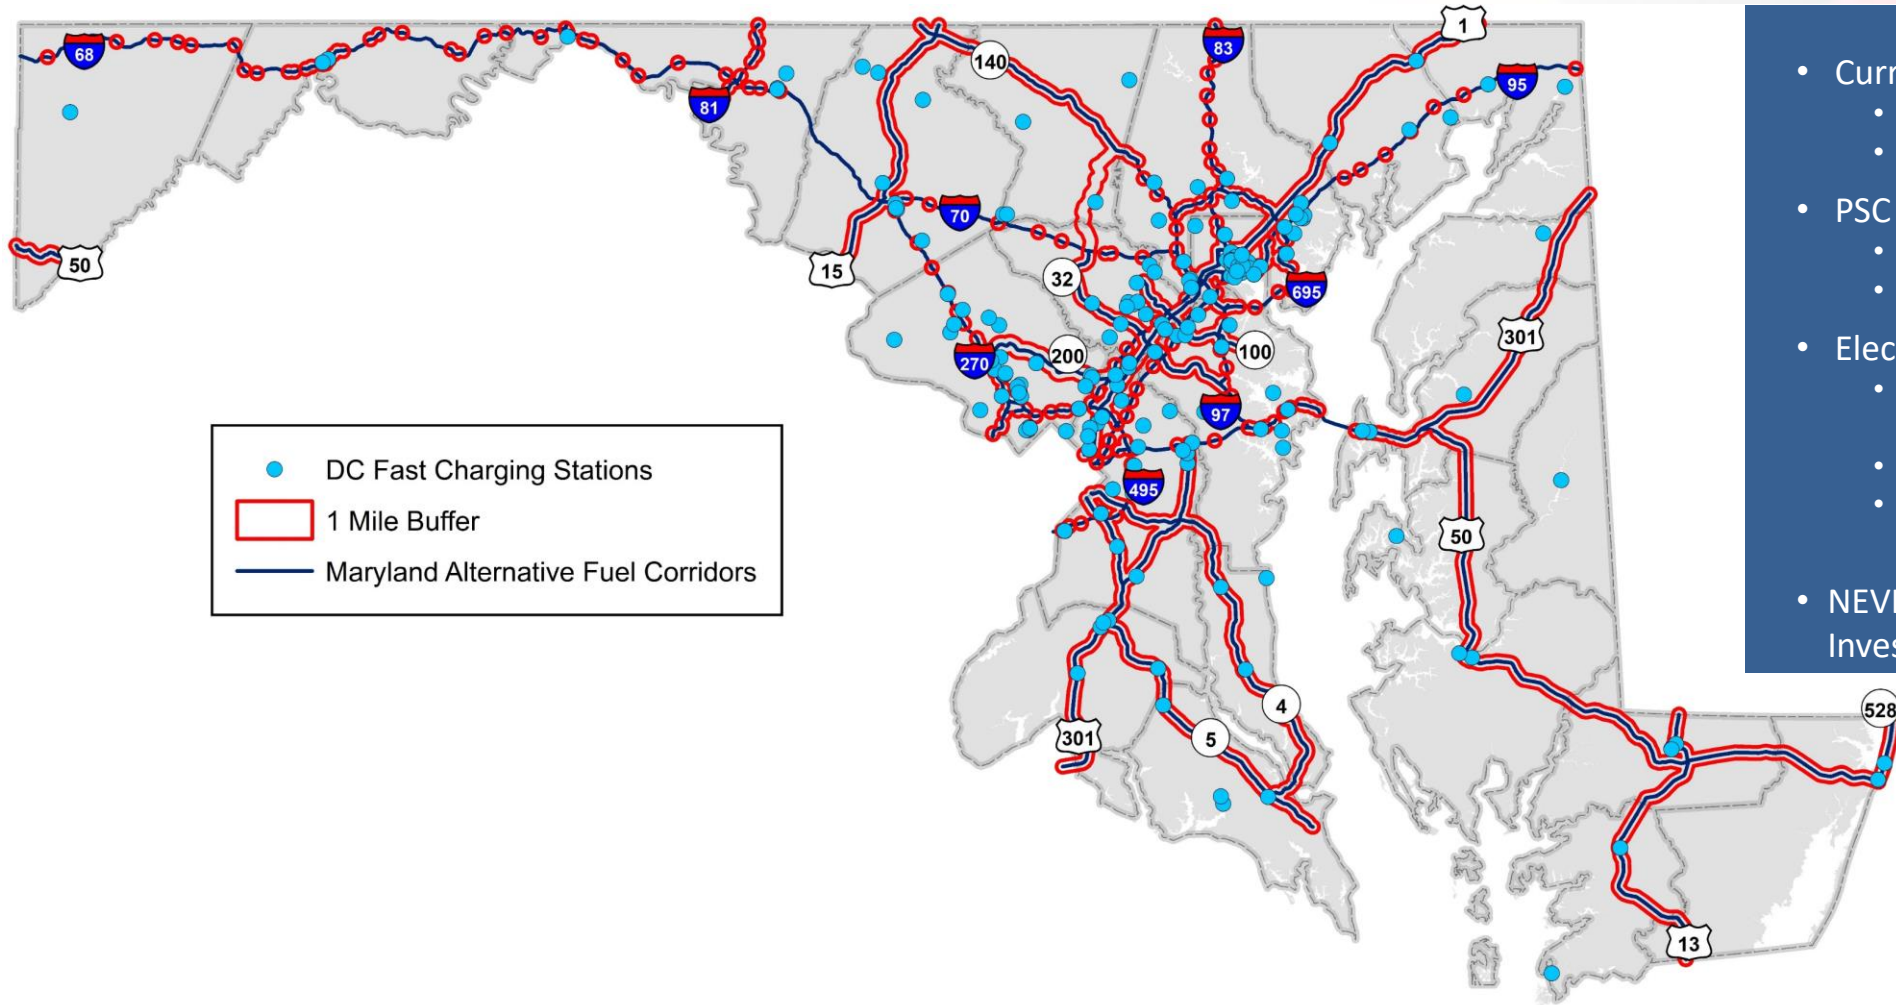 1
68
83
140
95
81
Curr
70
PSC
50
15
32
695
301
Elec
270
200
100
97
DC Fast Charging Stations
495
1 Mile Buffer
50
Maryland Alternative Fuel Corridors
NEVI
Inves
4
528
301
5
13